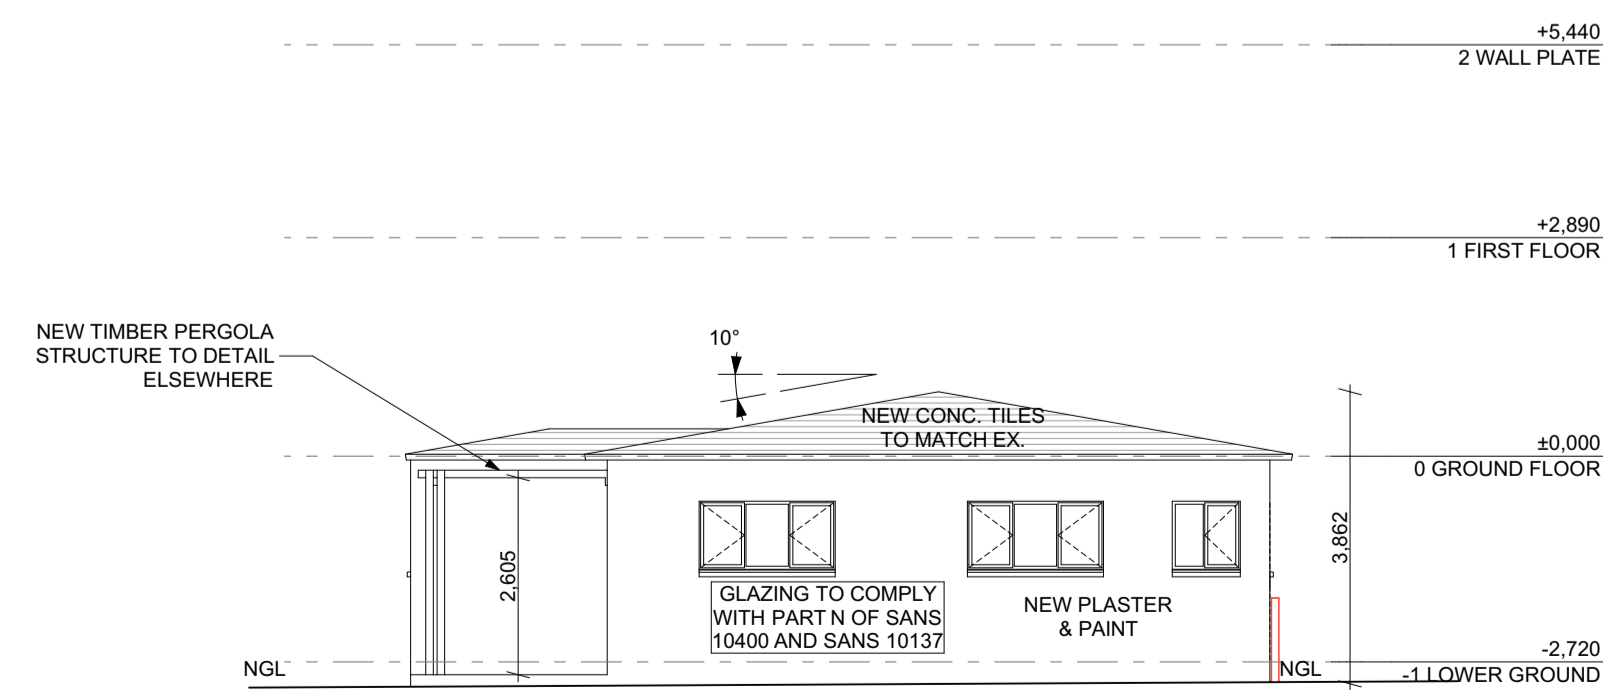 +5,440
2 WALL PLATE
+2,890
1 FIRST FLOOR
NEW TIMBER PERGOLA
STRUCTURE TO DETAIL
ELSEWHERE
10°
NEW CONC. TILES
TO MATCH EX.
±0,000
0 GROUND FLOOR
3,862
2,605
GLAZING TO COMPLY
WITH PART N OF SANS
10400 AND SANS 10137
NEW PLASTER
& PAINT
NGL
NGL
-2,720
-1 LOWER GROUND